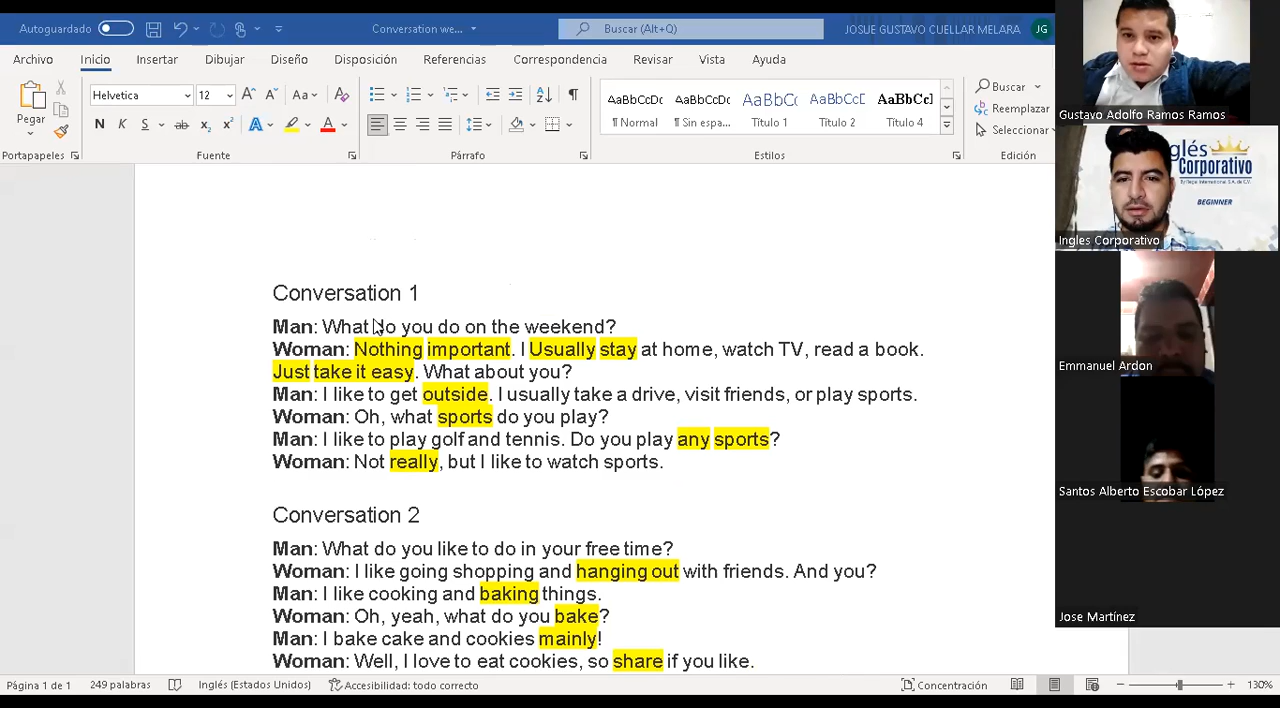 Autoguardado
Conversation we...
Buscar (Alt+Q)
JOSUE GUSTAVO CUELLAR MELARA
JG
Archivo
Inicio
Insertar
Dibujar
Diseño
Disposición
Referencias
Correspondencia
Revisar
Vista
Ayuda
Pegar
Helvetica
12
Aa
N K S ab x₂ x² A A
AaBbCcDc
AaBbCcDc
AaBbC(
AaBbCcD
AaBbCc]
¶ Normal
¶ Sin espa...
Título 1
Título 2
Título 4
Buscar
Reemplazar
Seleccionar
Portapapeles
Fuente
Párrafo
Estilos
Edición
Conversation 1
Man: What do you do on the weekend?
Woman: Nothing important. I Usually stay at home, watch TV, read a book.
Just take it easy. What about you?
Man: I like to get outside. I usually take a drive, visit friends, or play sports.
Woman: Oh, what sports do you play?
Man: I like to play golf and tennis. Do you play any sports?
Woman: Not really, but I like to watch sports.
Conversation 2
Man: What do you like to do in your free time?
Woman: I like going shopping and hanging out with friends. And you?
Man: I like cooking and baking things.
Woman: Oh, yeah, what do you bake?
Man: I bake cake and cookies mainly!
Woman: Well, I love to eat cookies, so share if you like.
Página 1 de 1
249 palabras
Inglés (Estados Unidos)
Accesibilidad: todo correcto
Concentración
130%
Gustavo Adolfo Ramos Ramos
glés
Corporativo
BEGINNER
Ingles Corporativo
Emmanuel Ardon
Santos Alberto Escobar López
Jose Martínez